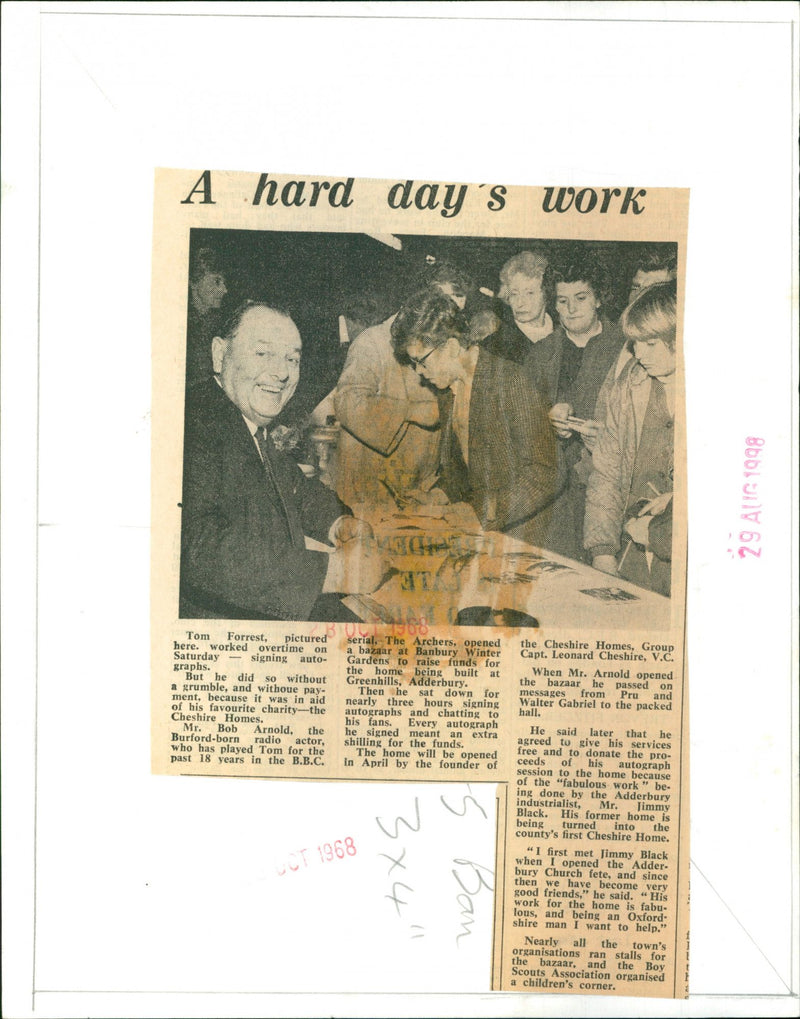 A hard day's work
Tom Forrest, pictured
here, worked overtime on
Saturday — signing auto-
graphs.
But he did so without
a grumble, and withoue pay-
ment, because it was in aid
of his favourite charity—the
Cheshire Homes.
Mr. Bob Arnold, the
Burford-born radio actor,
who has played Tom for the
past 18 years in the B.B.C.
serial, The Archers, opened
a bazaar at Banbury Winter
Gardens to raise funds for
the home being built at
Greenhills, Adderbury.
Then he sat down for
nearly three hours signing
autographs and chatting to
his fans. Every autograph
he signed meant an extra
shilling for the funds.
The home will be opened
in April by the founder of
the Cheshire Homes, Group
Capt. Leonard Cheshire, V.C.
When Mr. Arnold opened
the bazaar he passed on
messages from Pru and
Walter Gabriel to the packed
hall.
He said later that he
agreed to give his services
free and to donate the pro-
ceeds of his autograph
session to the home because
of the "fabulous work" be-
ing done by the Adderbury
industrialist, Mr. Jimmy
Black. His former home is
being turned into the
county's first Cheshire Home.
"I first met Jimmy Black
when I opened the Adder-
bury Church fete, and since
then we have become very
good friends," he said. "His
work for the home is fabu-
lous, and being an Oxford-
shire man I want to help."
Nearly all the town's
organisations ran stalls for
the bazaar, and the Boy
Scouts Association organised
a children's corner.
8 OCT 1968
OCT 1968
5 Ban
3x4"
29 AUG 1998